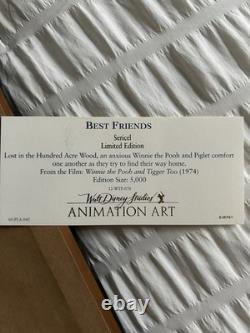 BEST FRIENDS
Sericel
Limited Edition
Lost in the Hundred Acre Wood, an anxious Winnie the Pooh and Piglet comfort
one another as they try to find their way home.
From the Film: Winnie the Pooh and Tigger Too (1974)
Edition Size: 5,000
Walt Disney Studios
ANIMATION ART